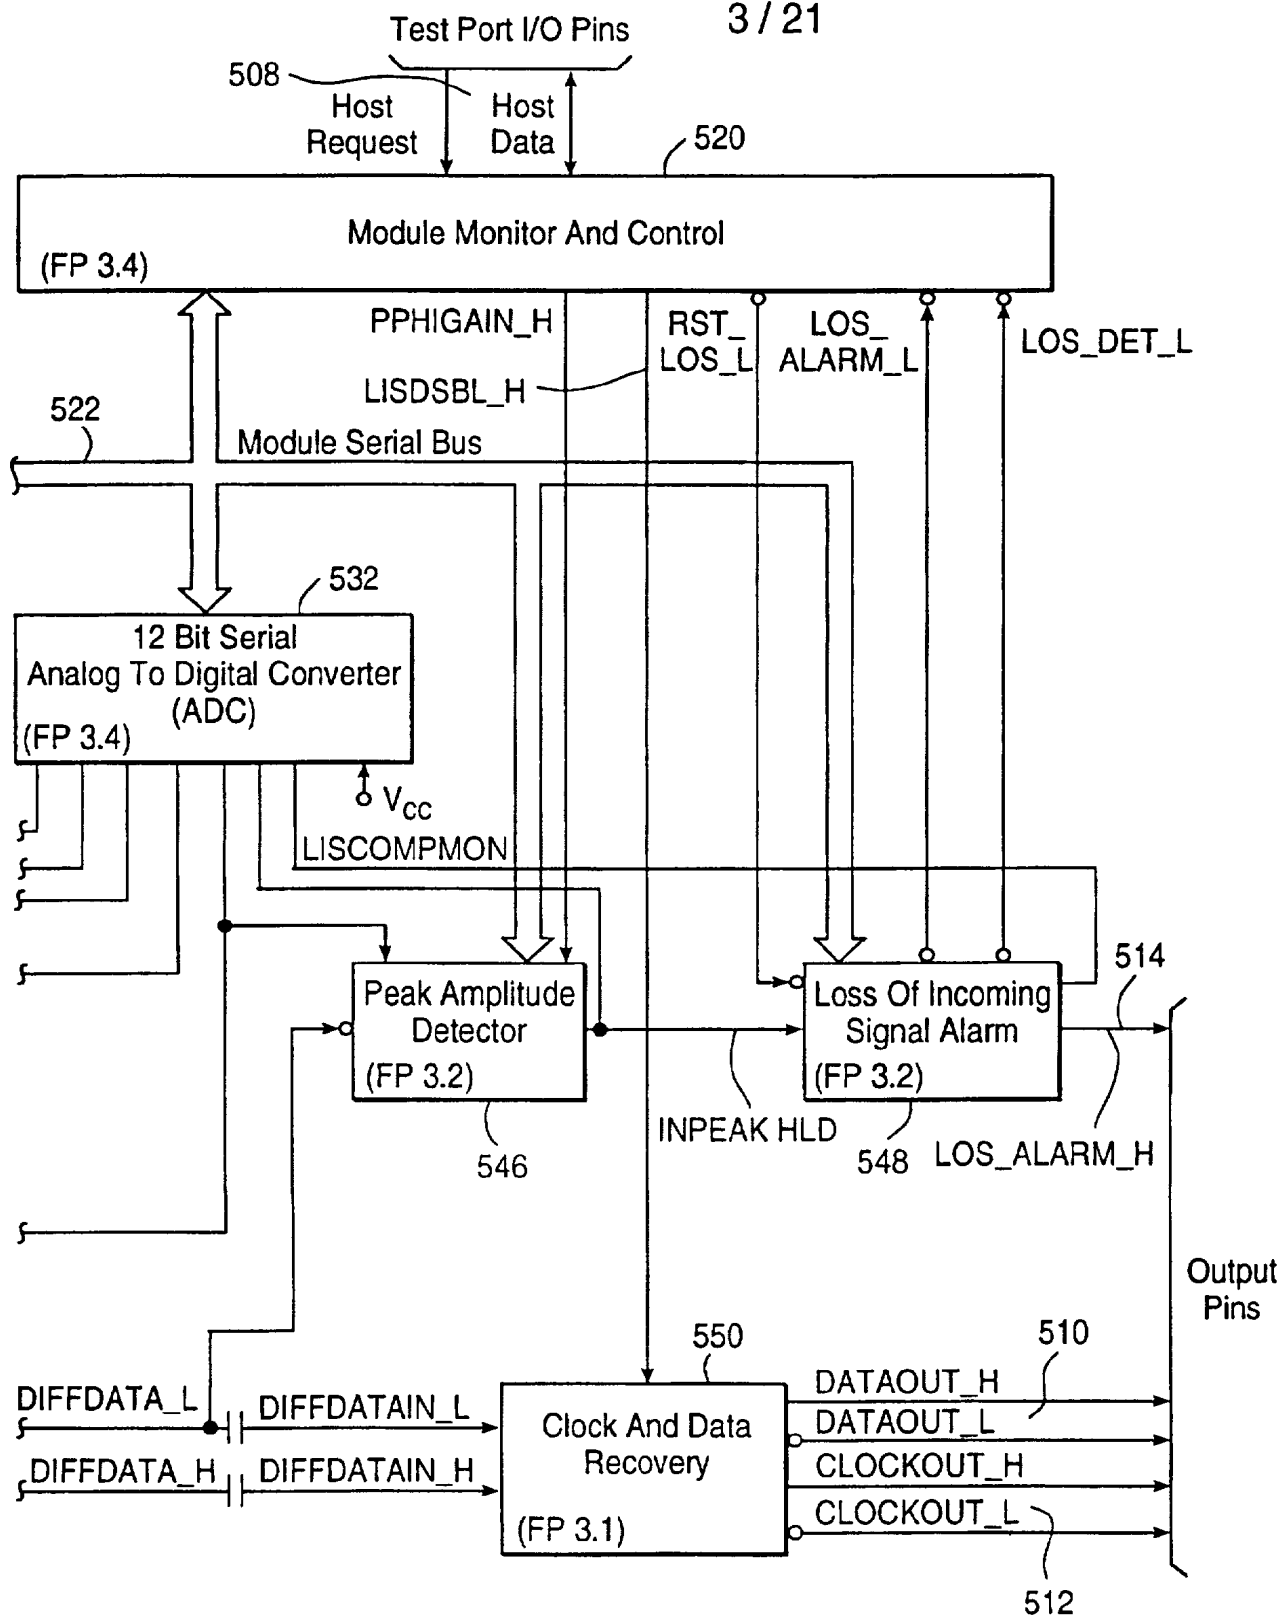 3 / 21
Test Port I/O Pins
508
Host
Request
Host
Data
520
Module Monitor And Control
(FP 3.4)
PPHIGAIN_H
LISDSBL_H
RST_
LOS_L
LOS_
ALARM_L
LOS_DET_L
522
Module Serial Bus
532
12 Bit Serial
Analog To Digital Converter
(ADC)
(FP 3.4)
VCC
LISCOMPMON
Peak Amplitude
Detector
(FP 3.2)
546
INPEAK HLD
Loss Of Incoming
Signal Alarm
(FP 3.2)
548
514
LOS_ALARM_H
Output
Pins
550
DIFFDATA_L
DIFFDATAIN_L
DIFFDATA_H
DIFFDATAIN_H
Clock And Data
Recovery
(FP 3.1)
510
DATAOUT_H
DATAOUT_L
CLOCKOUT_H
CLOCKOUT_L
512